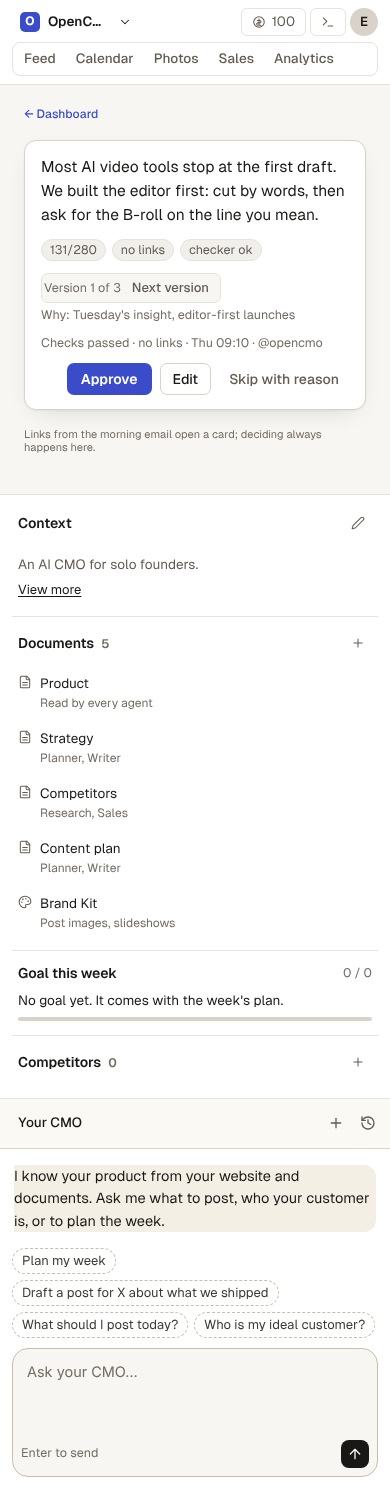 O OpenC...
100
E
Feed Calendar Photos Sales Analytics
← Dashboard
Most AI video tools stop at the first draft.
We built the editor first: cut by words, then
ask for the B-roll on the line you mean.
131/280 no links checker ok
Version 1 of 3 Next version
Why: Tuesday's insight, editor-first launches
Checks passed · no links · Thu 09:10 · @opencmo
Approve Edit Skip with reason
Links from the morning email open a card; deciding always
happens here.
Context
An AI CMO for solo founders.
View more
Documents 5
Product
Read by every agent
Strategy
Planner, Writer
Competitors
Research, Sales
Content plan
Planner, Writer
Brand Kit
Post images, slideshows
Goal this week 0 / 0
No goal yet. It comes with the week's plan.
Competitors 0
Your CMO
I know your product from your website and
documents. Ask me what to post, who your customer
is, or to plan the week.
Plan my week
Draft a post for X about what we shipped
What should I post today? Who is my ideal customer?
Ask your CMO...
Enter to send